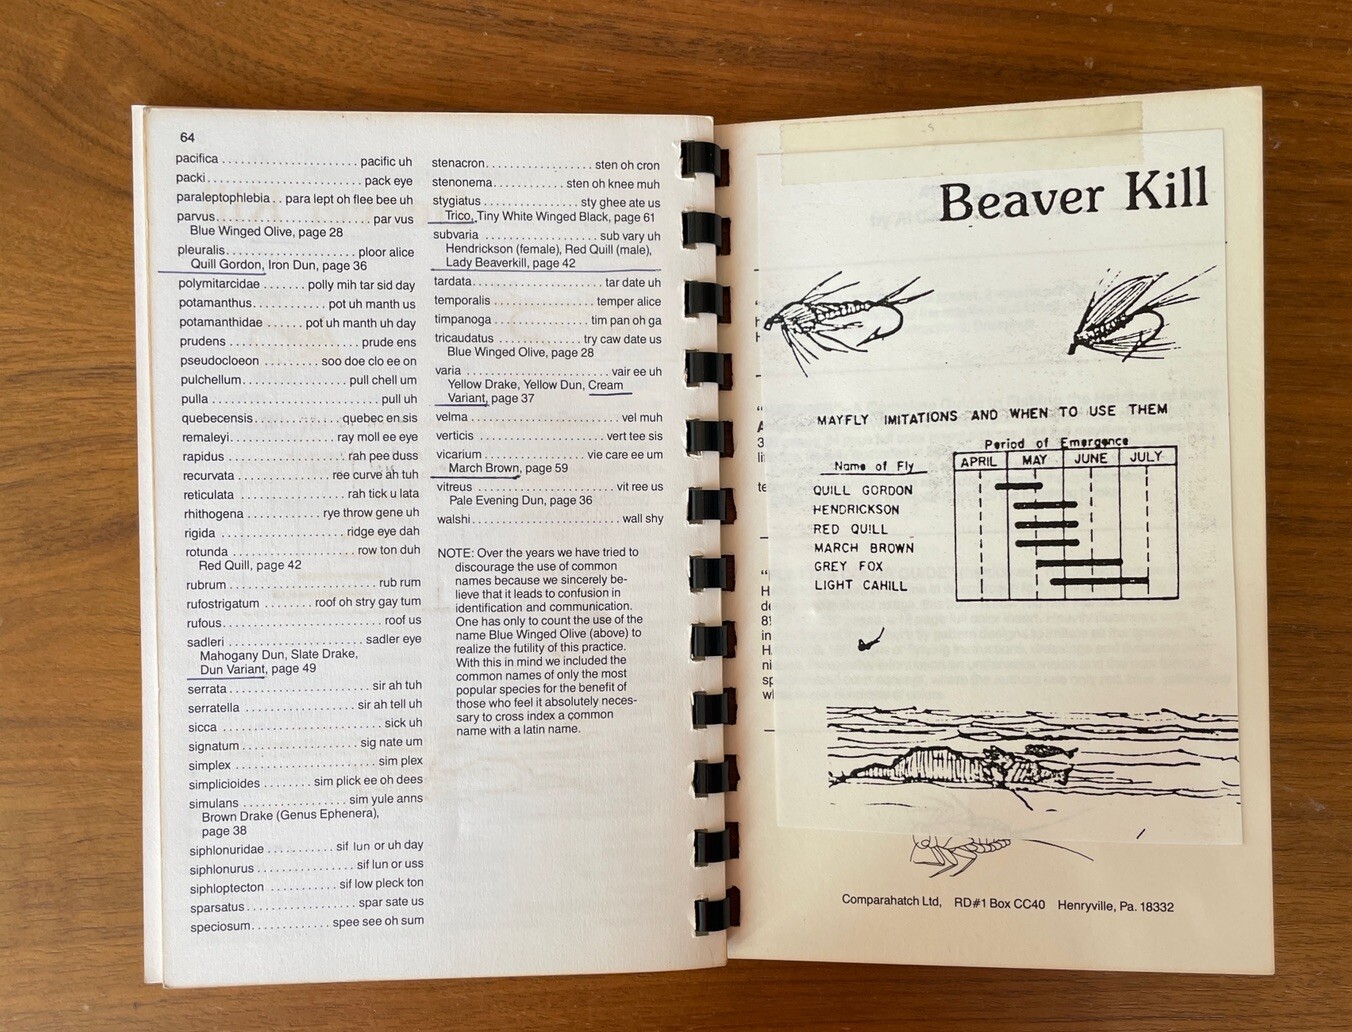 64
pacifica . . . . . . . . . . . . . . . . . . . . pacific uh
packi . . . . . . . . . . . . . . . . . . . . . . . . pack eye
paraleptophlebia . . para lept oh flee bee uh
parvus . . . . . . . . . . . . . . . . . . . . . . . par vus
Blue Winged Olive, page 28
pleuralis . . . . . . . . . . . . . . . . . . . ploor alice
Quill Gordon, Iron Dun, page 36
polymitarcidae . . . . . . . polly mih tar sid day
potamanthus . . . . . . . . . . . . pot uh manth us
potamanthidae . . . . . . pot uh manth uh day
prudens . . . . . . . . . . . . . . . . . . . . prude ens
pseudocloeon . . . . . . . . . soo doe clo ee on
pulchellum . . . . . . . . . . . . . . . . . pull chell um
pulla . . . . . . . . . . . . . . . . . . . . . . . . . . pull uh
quebecensis . . . . . . . . . . . . . . . quebec en sis
remaleyi . . . . . . . . . . . . . . . . . ray moll ee eye
rapidus . . . . . . . . . . . . . . . . . . . rah pee duss
recurvata . . . . . . . . . . . . . . . ree curve ah tuh
reticulata . . . . . . . . . . . . . . . . . rah tick u lata
rhithogena . . . . . . . . . . . . rye throw gene uh
rigida . . . . . . . . . . . . . . . . . . . . ridge eye dah
rotunda . . . . . . . . . . . . . . . . . . . . row ton duh
Red Quill, page 42
rubrum . . . . . . . . . . . . . . . . . . . . . . rub rum
rufostrigatum . . . . . . . . roof oh stry gay tum
rufous . . . . . . . . . . . . . . . . . . . . . . . . roof us
sadleri . . . . . . . . . . . . . . . . . . . . . sadler eye
Mahogany Dun, Slate Drake,
Dun Variant, page 49
serrata . . . . . . . . . . . . . . . . . . . . . . sir ah tuh
serratella . . . . . . . . . . . . . . . . . sir ah tell uh
sicca . . . . . . . . . . . . . . . . . . . . . . . . . sick uh
signatum . . . . . . . . . . . . . . . . . . sig nate um
simplex . . . . . . . . . . . . . . . . . . . . . . sim plex
simplicioides . . . . . . . . sim plick ee oh dees
simulans . . . . . . . . . . . . . . . . sim yule anns
Brown Drake (Genus Ephenera),
page 38
siphlonuridae . . . . . . . . . . . sif lun or uh day
siphlonurus . . . . . . . . . . . . . . . sif lun or uss
siphloptecton . . . . . . . . . . . sif low pleck ton
sparsatus . . . . . . . . . . . . . . . . . spar sate us
speciosum . . . . . . . . . . . . spee see oh sum
stenacron . . . . . . . . . . . . . . . . sten oh cron
stenonema . . . . . . . . . . . sten oh knee muh
stygiatus . . . . . . . . . . . . . . . sty ghee ate us
Trico, Tiny White Winged Black, page 61
subvaria . . . . . . . . . . . . . . . . . sub vary uh
Hendrickson (female), Red Quill (male),
Lady Beaverkill, page 42
tardata . . . . . . . . . . . . . . . . . . . . tar date uh
temporalis . . . . . . . . . . . . . . . . temper alice
timpanoga . . . . . . . . . . . . . . . tim pan oh ga
tricaudatus . . . . . . . . . . . . . try caw date us
Blue Winged Olive, page 28
varia . . . . . . . . . . . . . . . . . . . . . . vair ee uh
Yellow Drake, Yellow Dun, Cream
Variant, page 37
velma . . . . . . . . . . . . . . . . . . . . . . . vel muh
verticis . . . . . . . . . . . . . . . . . . . . vert tee sis
vicarium . . . . . . . . . . . . . . . vie care ee um
March Brown, page 59
vitreus . . . . . . . . . . . . . . . . . . . . . vit ree us
Pale Evening Dun, page 36
walshi . . . . . . . . . . . . . . . . . . . . . . wall shy
NOTE: Over the years we have tried to
discourage the use of common
names because we sincerely be-
lieve that it leads to confusion in
identification and communication.
One has only to count the use of the
name Blue Winged Olive (above) to
realize the futility of this practice.
With this in mind we included the
common names of only the most
popular species for the benefit of
those who feel it absolutely neces-
sary to cross index a common
name with a latin name.
Beaver Kill
MAYFLY IMITATIONS AND WHEN TO USE THEM
Period of Emergence
Name of Fly
APRIL MAY JUNE JULY
QUILL GORDON
HENDRICKSON
RED QUILL
MARCH BROWN
GREY FOX
LIGHT CAHILL
Comparahatch Ltd, RD#1 Box CC40 Henryville, Pa. 18332